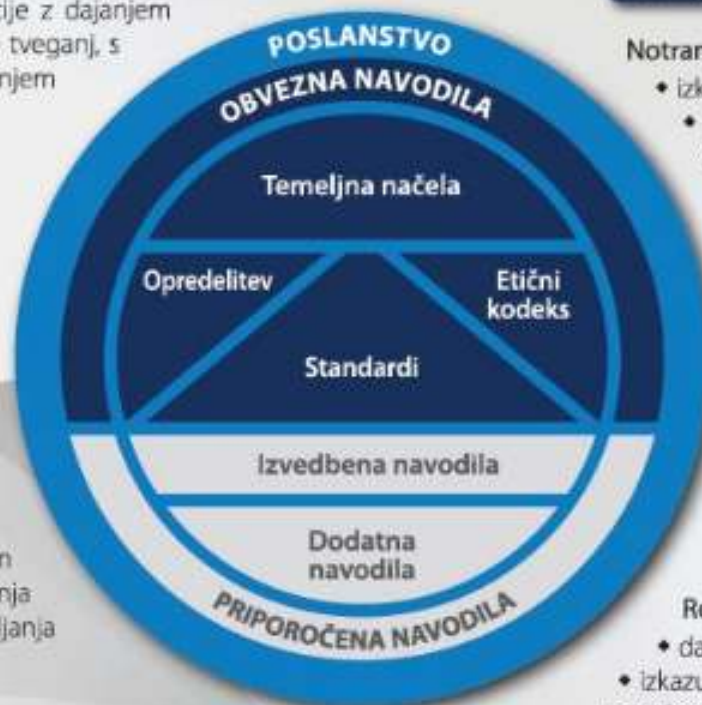 ije z dajanjem
tveganj, s
njem
POSLANSTVO
OBVEZNA NAVODILA
Temeljna načela
Opredelitev
Etični
kodeks
Standardi
Izvedbena navodila
Dodatna
navodila
PRIPOROČENA NAVODILA
Notran
• izk
•
n
nja
janja
Re
• da
• izkazu